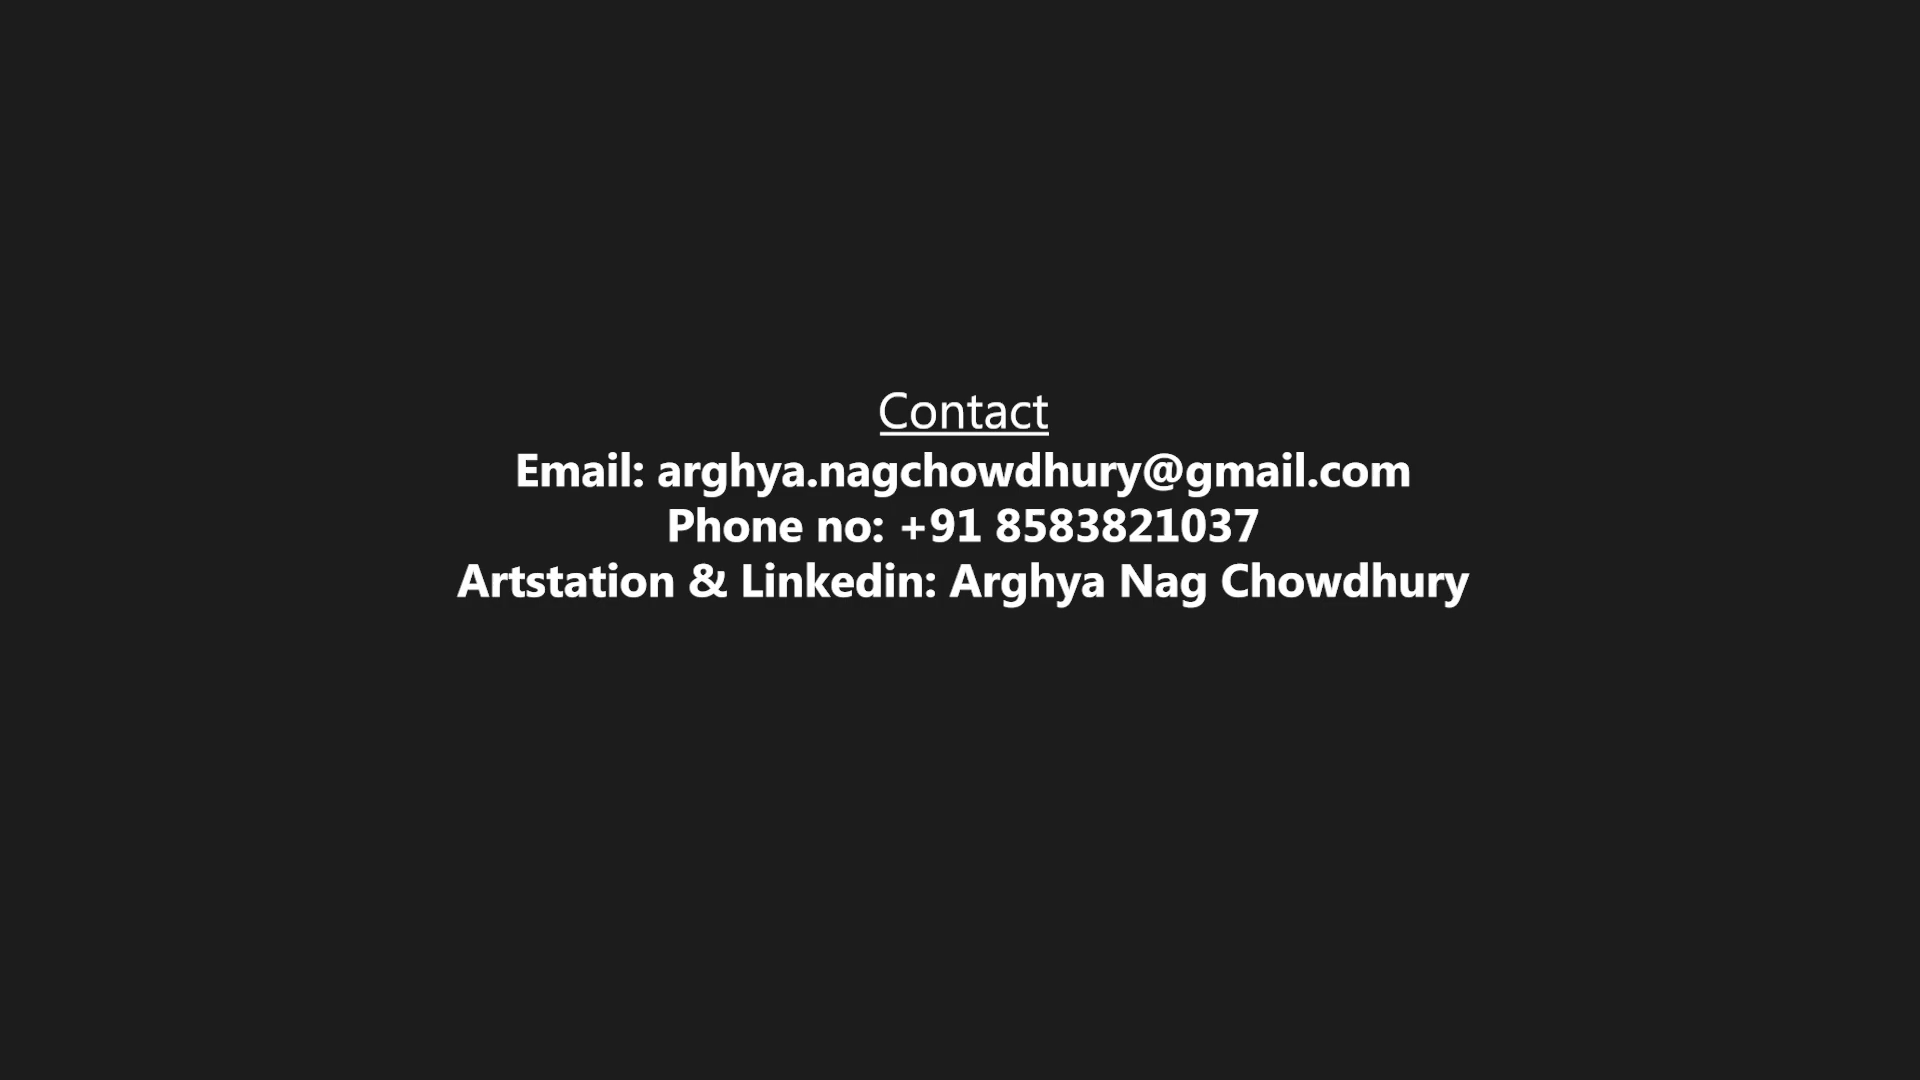 Contact
Email: arghya.nagchowdhury@gmail.com
Phone no: +91 8583821037
Artstation & Linkedin: Arghya Nag Chowdhury